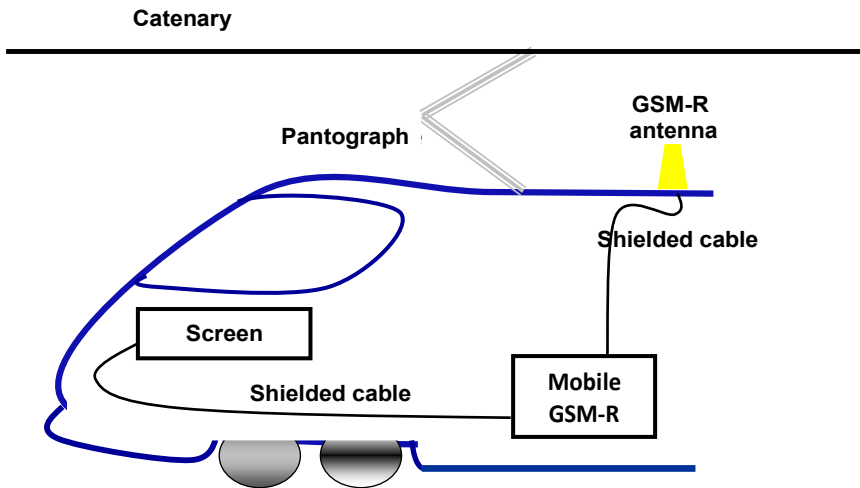 Catenary
GSM-R
antenna
Pantograph
Shielded cable
Screen
Shielded cable
Mobile
GSM-R